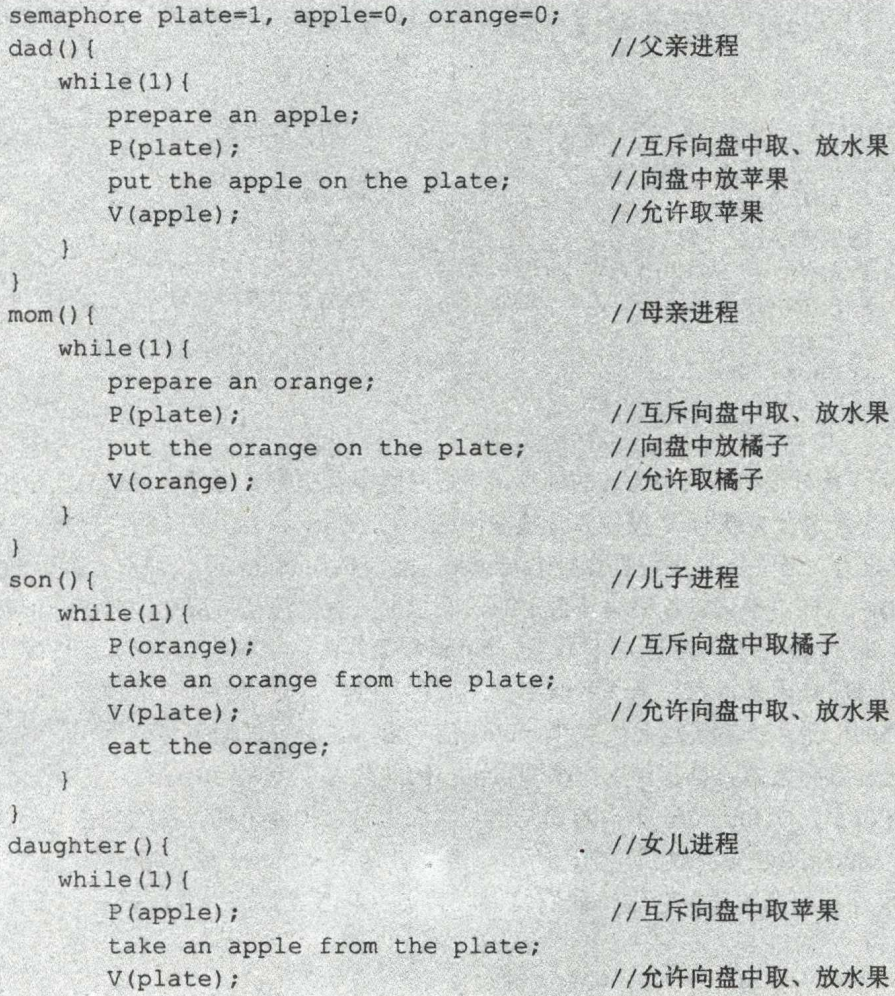 semaphore plate=1, apple=0, orange=0;
dad(){ //父亲进程
while(1){
prepare an apple;
P(plate); //互斥向盘中取、放水果
put the apple on the plate; //向盘中放苹果
V(apple); //允许取苹果
}
}
mom(){ //母亲进程
while(1){
prepare an orange;
P(plate); //互斥向盘中取、放水果
put the orange on the plate; //向盘中放橘子
V(orange); //允许取橘子
}
}
son(){ //儿子进程
while(1){
P(orange); //互斥向盘中取橘子
take an orange from the plate;
V(plate); //允许向盘中取、放水果
eat the orange;
}
}
daughter(){ //女儿进程
while(1){
P(apple); //互斥向盘中取苹果
take an apple from the plate;
V(plate); //允许向盘中取、放水果